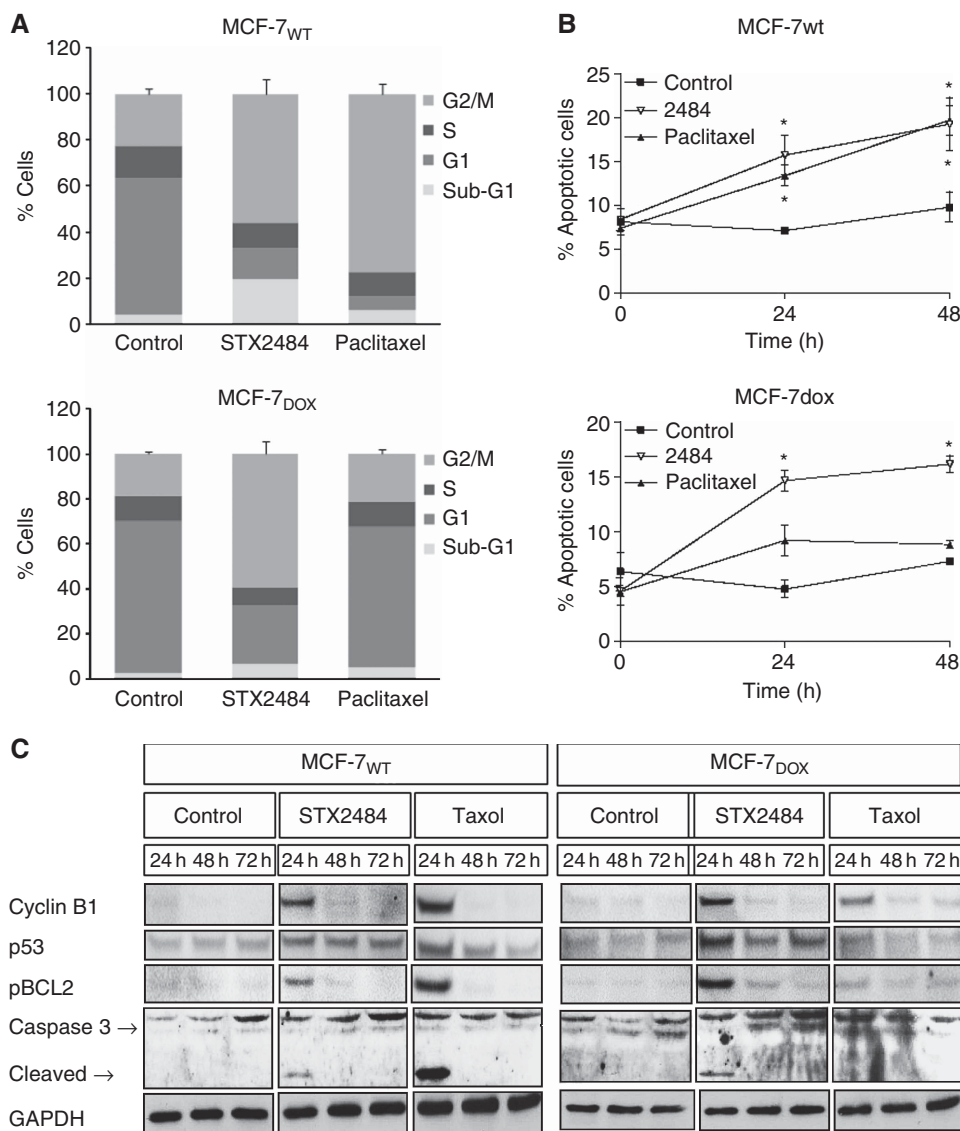 A
MCF-7WT
120
100
80
60
40
20
0
% Cells
G2/M
S
G1
Sub-G1
Control STX2484 Paclitaxel
MCF-7DOX
120
100
80
60
40
20
0
% Cells
G2/M
S
G1
Sub-G1
Control STX2484 Paclitaxel
B
MCF-7wt
25
20
15
10
5
0
% Apoptotic cells
Control
2484
Paclitaxel
* * * *
0 24 48
Time (h)
MCF-7dox
20
15
10
5
0
% Apoptotic cells
Control
2484
Paclitaxel
* *
0 24 48
Time (h)
C
MCF-7WT MCF-7DOX
Control STX2484 Taxol Control STX2484 Taxol
24 h 48 h 72 h 24 h 48 h 72 h 24 h 48 h 72 h 24 h 48 h 72 h 24 h 48 h 72 h 24 h 48 h 72 h
Cyclin B1
p53
pBCL2
Caspase 3 →
Cleaved →
GAPDH